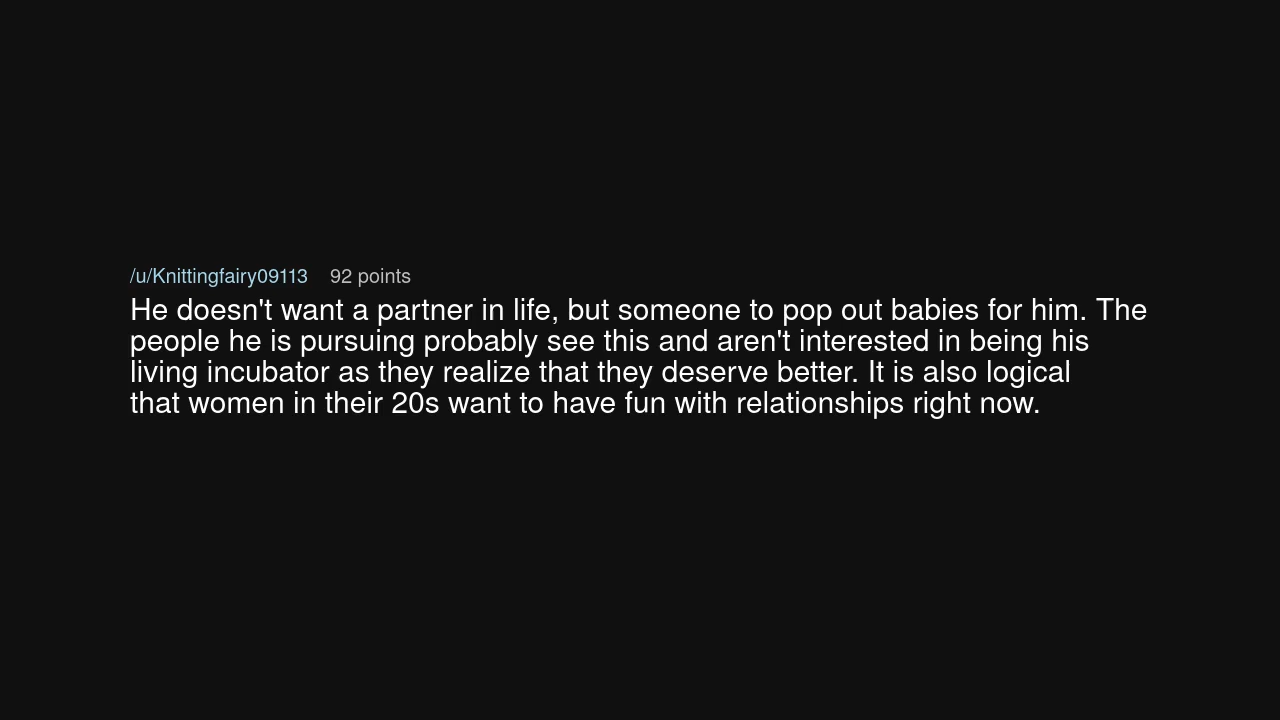 /u/Knittingfairy09113 92 points
He doesn't want a partner in life, but someone to pop out babies for him. The
people he is pursuing probably see this and aren't interested in being his
living incubator as they realize that they deserve better. It is also logical
that women in their 20s want to have fun with relationships right now.